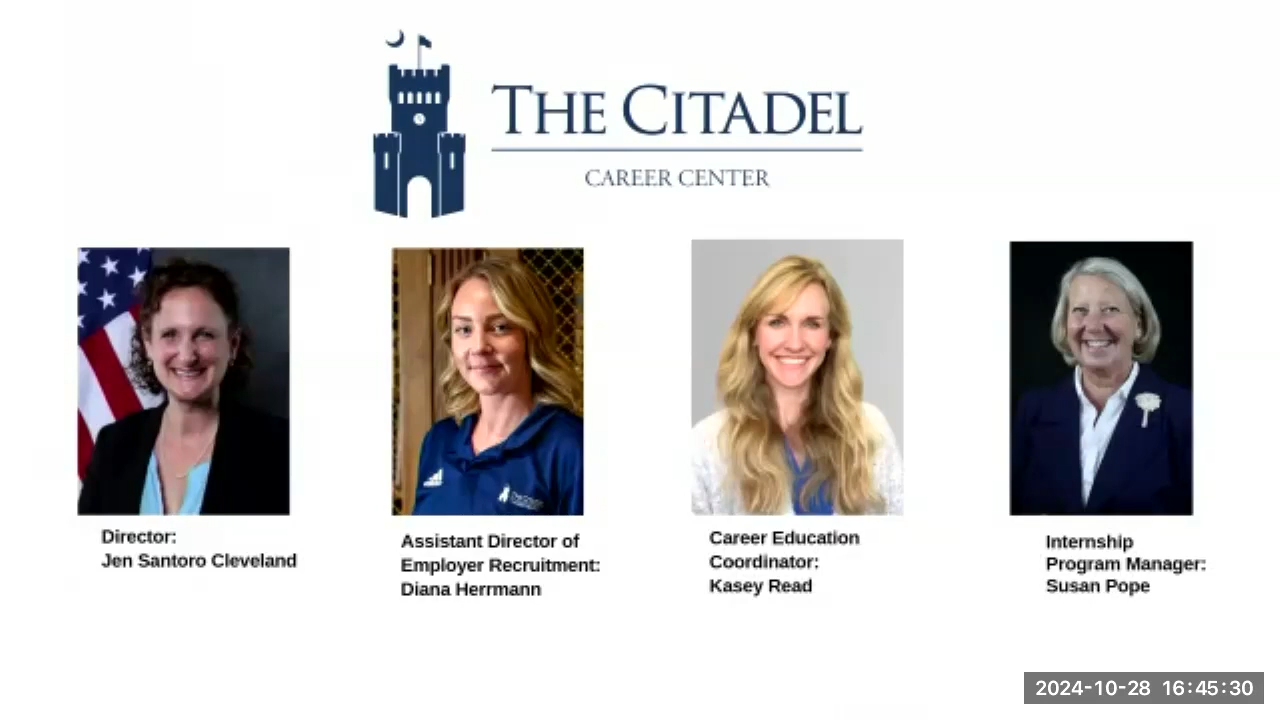 THE CITADEL
CAREER CENTER
Director:
Jen Santoro Cleveland
Assistant Director of
Employer Recruitment:
Diana Herrmann
Career Education
Coordinator:
Kasey Read
Internship
Program Manager:
Susan Pope
2024-10-28 16:45:30